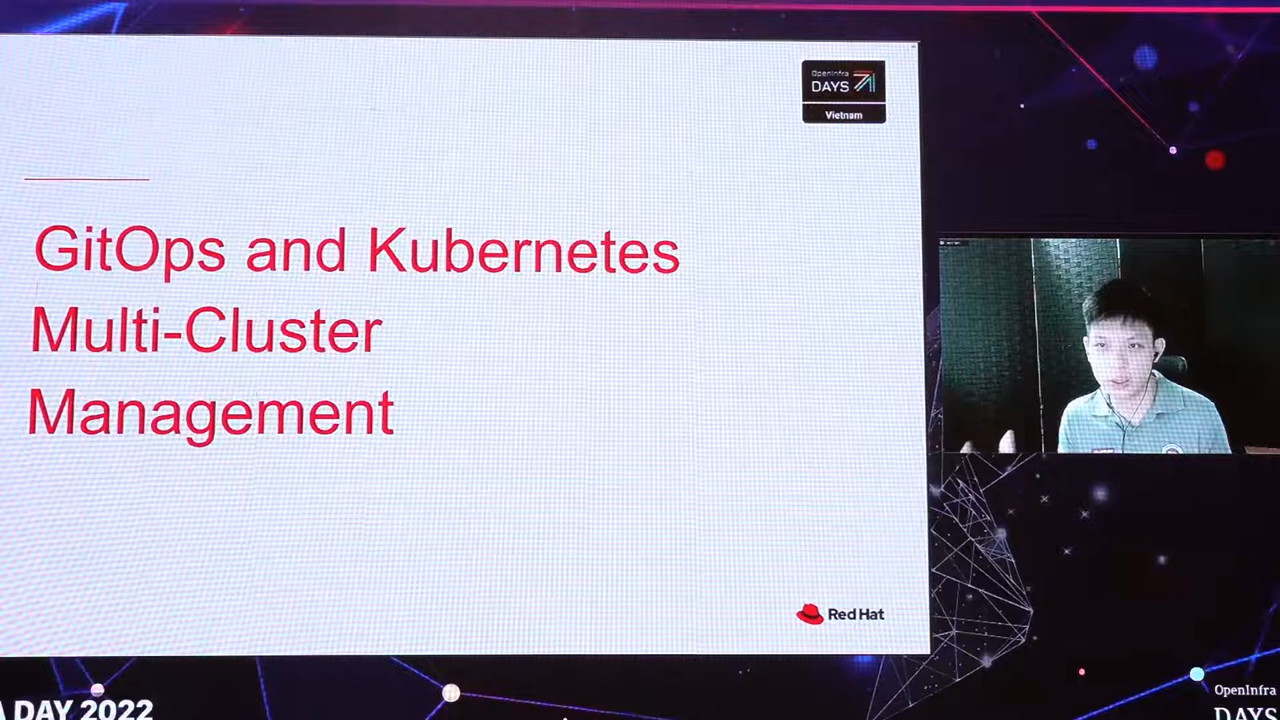 OpenInfra
DAYS
Vietnam
GitOps and Kubernetes
Multi-Cluster
Management
Red Hat
A DAY 2022
OpenInfra
DAYS